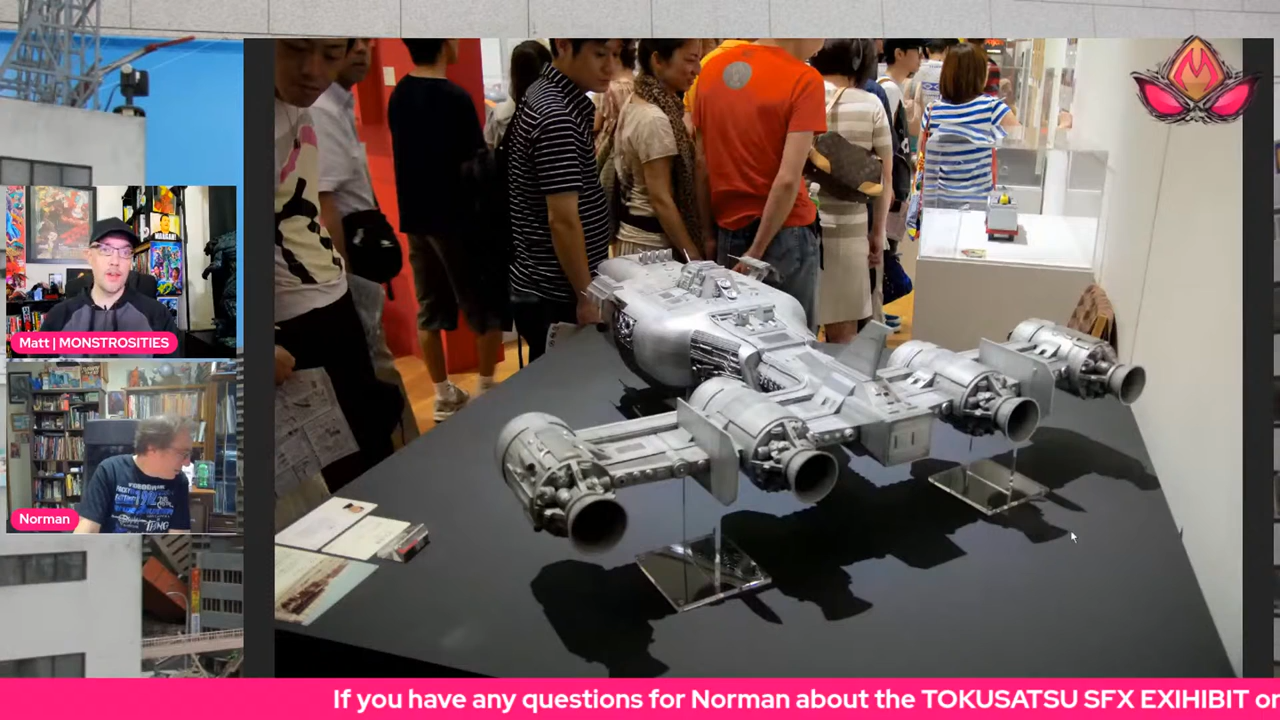 Matt | MONSTROSITIES
Norman
If you have any questions for Norman about the TOKUSATSU SFX EXIHIBIT or